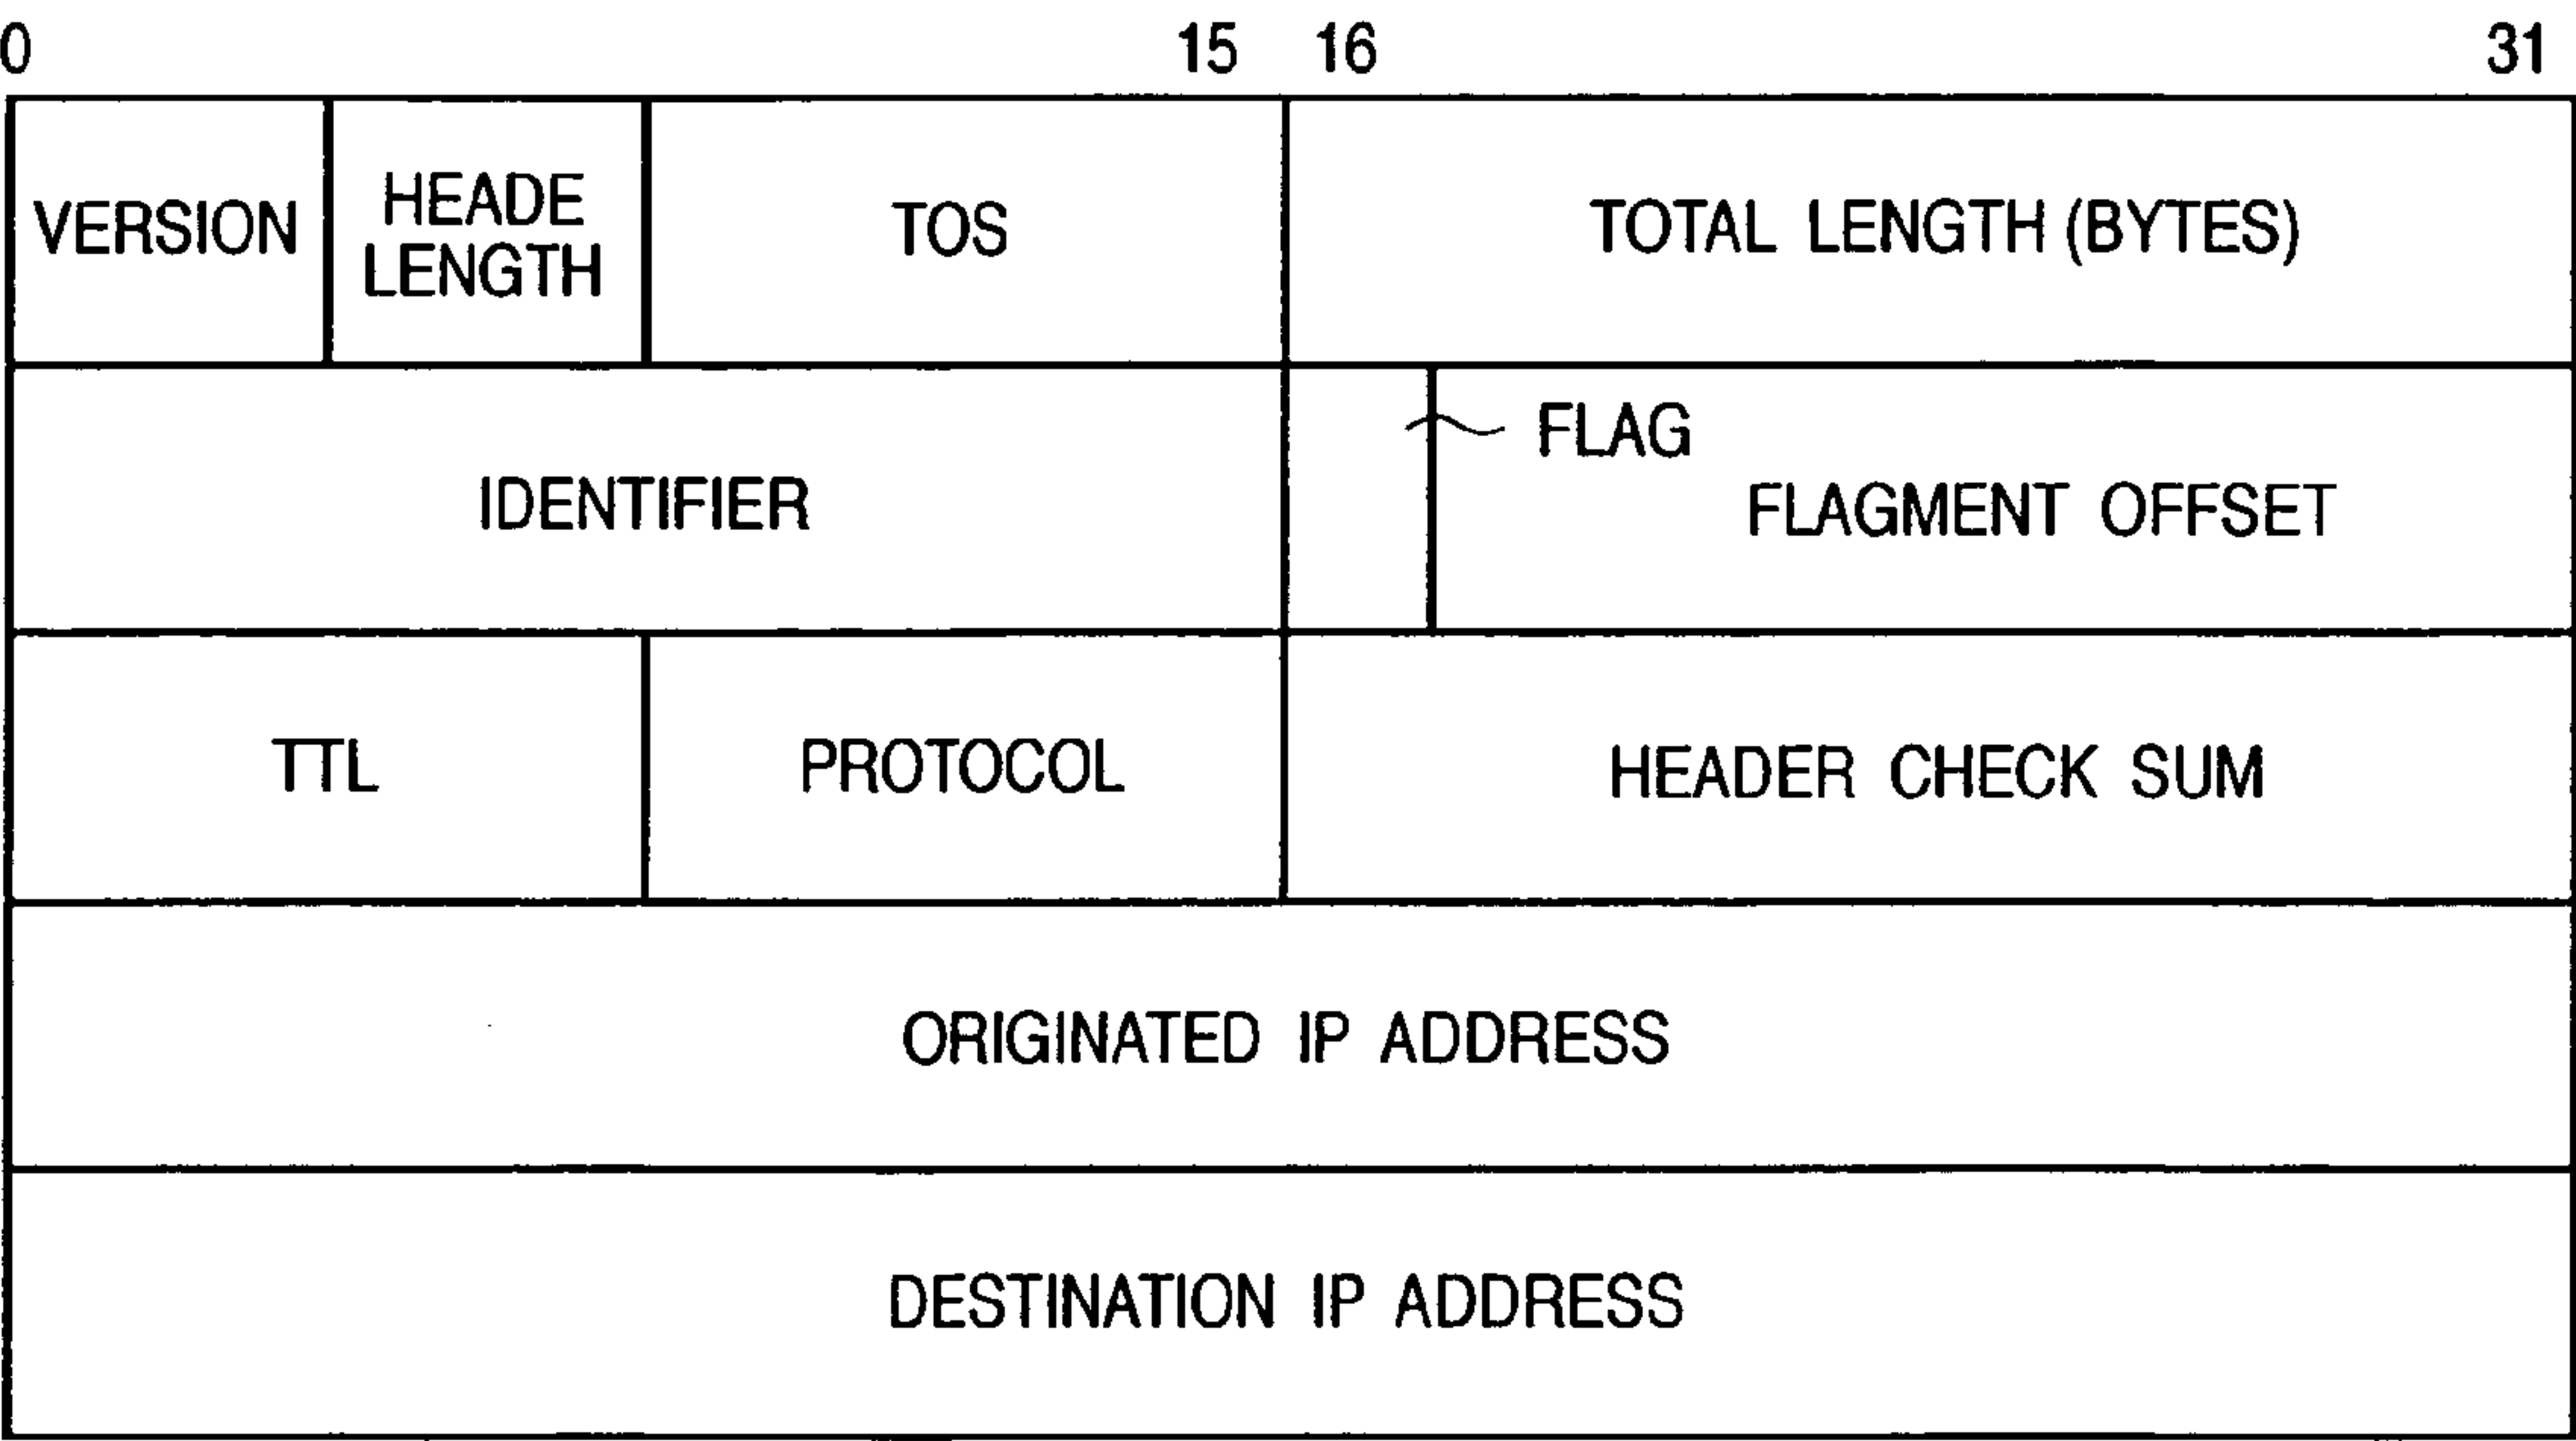 0 15 16 31
VERSION
HEADE
LENGTH
TOS
TOTAL LENGTH (BYTES)
IDENTIFIER
FLAG
FLAGMENT OFFSET
TTL
PROTOCOL
HEADER CHECK SUM
ORIGINATED IP ADDRESS
DESTINATION IP ADDRESS